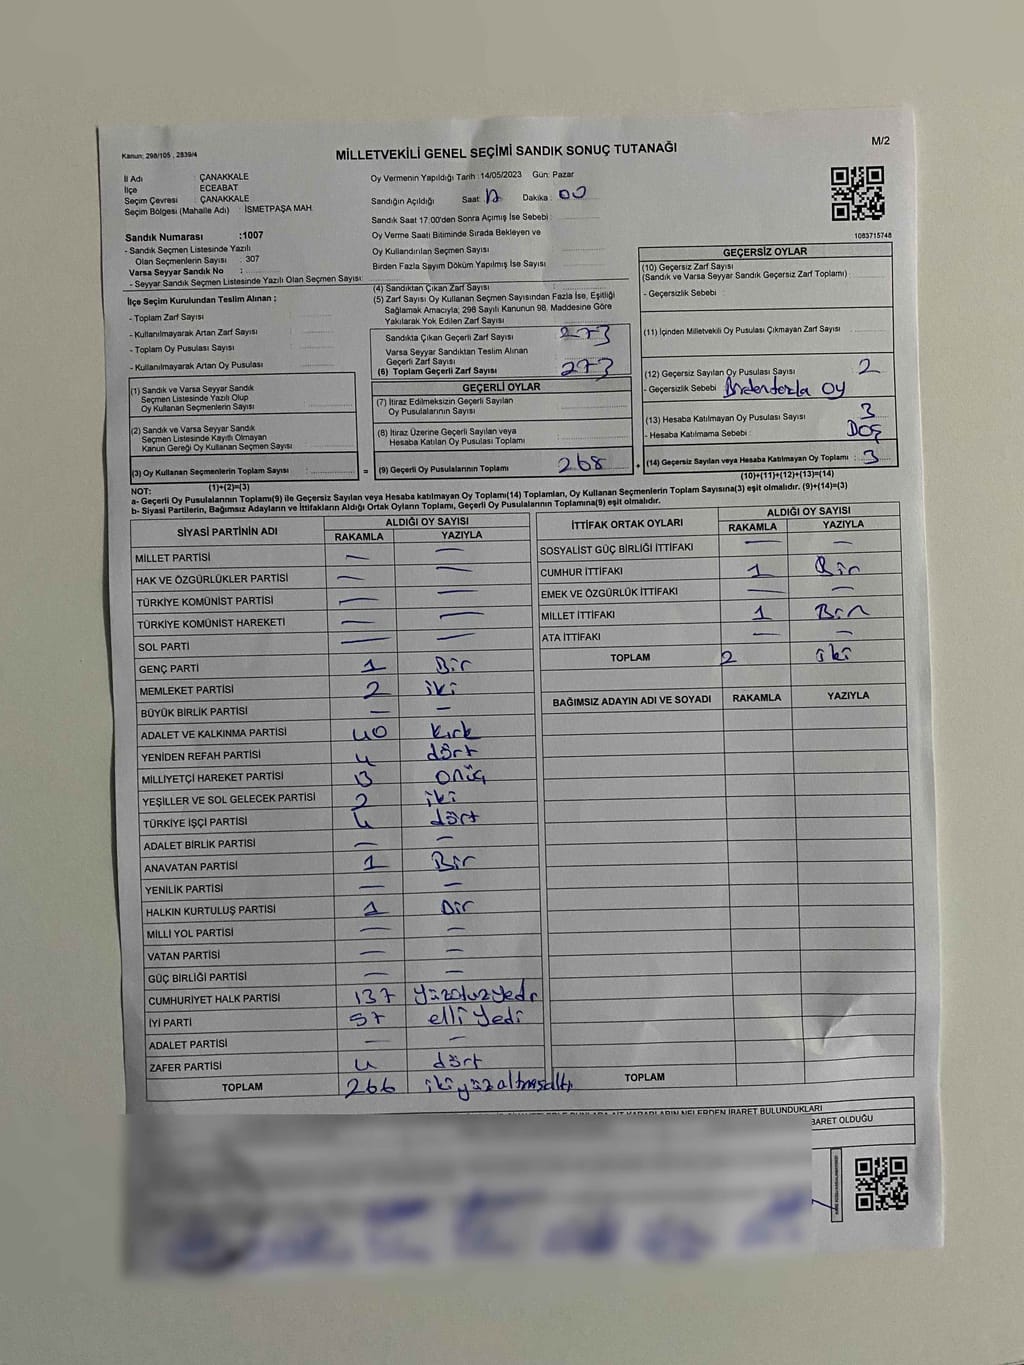 Kanun: 298/105 , 2839/4
MİLLETVEKİLİ GENEL SEÇİMİ SANDIK SONUÇ TUTANAĞI
M/2
İl Adı : ÇANAKKALE
İlçe : ECEABAT
Seçim Çevresi : ÇANAKKALE
Seçim Bölgesi (Mahalle Adı) : İSMETPAŞA MAH.
Sandık Numarası :1007
- Sandık Seçmen Listesinde Yazılı
Olan Seçmenlerin Sayısı : 307
Varsa Seyyar Sandık No :
- Seyyar Sandık Seçmen Listesinde Yazılı Olan Seçmen Sayısı:
Oy Vermenin Yapıldığı Tarih :14/05/2023 Gün: Pazar
Sandığın Açıldığı Saat : 17 Dakika : 00
Sandık Saat 17:00'den Sonra Açımış İse Sebebi :
Oy Verme Saati Bitiminde Sırada Bekleyen ve
Oy Kullandırılan Seçmen Sayısı
Birden Fazla Sayım Döküm Yapılmış İse Sayısı
1083715748
İlçe Seçim Kurulundan Teslim Alınan ;
- Toplam Zarf Sayısı
- Kullanılmayarak Artan Zarf Sayısı
- Toplam Oy Pusulası Sayısı
- Kullanılmayarak Artan Oy Pusulası
(1) Sandık ve Varsa Seyyar Sandık
Seçmen Listesinde Yazılı Olup
Oy Kullanan Seçmenlerin Sayısı
(2) Sandık ve Varsa Seyyar Sandık
Seçmen Listesinde Kayıtlı Olmayan
Kanun Gereği Oy Kullanan Seçmen Sayısı
(3) Oy Kullanan Seçmenlerin Toplam Sayısı :
(1)+(2)=(3)
(4) Sandıktan Çıkan Zarf Sayısı
(5) Zarf Sayısı Oy Kullanan Seçmen Sayısından Fazla İse, Eşitliği
Sağlamak Amacıyla; 298 Sayılı Kanunun 98. Maddesine Göre
Yakılarak Yok Edilen Zarf Sayısı
Sandıkta Çıkan Geçerli Zarf Sayısı 273
Varsa Seyyar Sandıktan Teslim Alınan
Geçerli Zarf Sayısı
(6) Toplam Geçerli Zarf Sayısı 273
GEÇERLİ OYLAR
(7) İtiraz Edilmeksizin Geçerli Sayılan
Oy Pusulalarının Sayısı
(8) İtiraz Üzerine Geçerli Sayılan veya
Hesaba Katılan Oy Pusulaları Toplamı
= (9) Geçerli Oy Pusulalarının Toplamı 268
GEÇERSİZ OYLAR
(10) Geçersiz Zarf Sayısı
(Sandık ve Varsa Seyyar Sandık Geçersiz Zarf Toplamı) :
- Geçersizlik Sebebi :
(11) İçinden Milletvekili Oy Pusulası Çıkmayan Zarf Sayısı
(12) Geçersiz Sayılan Oy Pusulası Sayısı 2
- Geçersizlik Sebebi : Birdenfazla oy
(13) Hesaba Katılmayan Oy Pusulası Sayısı 3
- Hesaba Katılmama Sebebi : Boş
+ (14) Geçersiz Sayılan veya Hesaba Katılmayan Oy Toplamı : 3
(10)+(11)+(12)+(13)=(14)
NOT:
a- Geçerli Oy Pusulalarının Toplamı(9) ile Geçersiz Sayılan veya Hesaba katılmayan Oy Toplamı(14) Toplamları, Oy Kullanan Seçmenlerin Toplam Sayısına(3) eşit olmalıdır. (9)+(14)=(3)
b- Siyasi Partilerin, Bağımsız Adayların ve İttifakların Aldığı Ortak Oyların Toplamı, Geçerli Oy Pusulalarının Toplamına(9) eşit olmalıdır.
SİYASİ PARTİNİN ADI ALDIĞI OY SAYISI
RAKAMLA YAZIYLA
MİLLET PARTİSİ — —
HAK VE ÖZGÜRLÜKLER PARTİSİ — —
TÜRKİYE KOMÜNİST PARTİSİ — —
TÜRKİYE KOMÜNİST HAREKETİ — —
SOL PARTİ — —
GENÇ PARTİ 1 Bir
MEMLEKET PARTİSİ 2 iki
BÜYÜK BİRLİK PARTİSİ — —
ADALET VE KALKINMA PARTİSİ 40 Kırk
YENİDEN REFAH PARTİSİ 4 dört
MİLLİYETÇİ HAREKET PARTİSİ 13 onüç
YEŞİLLER VE SOL GELECEK PARTİSİ 2 iki
TÜRKİYE İŞÇİ PARTİSİ 4 dört
ADALET BİRLİK PARTİSİ — —
ANAVATAN PARTİSİ 1 Bir
YENİLİK PARTİSİ — —
HALKIN KURTULUŞ PARTİSİ 1 Bir
MİLLİ YOL PARTİSİ — —
VATAN PARTİSİ — —
GÜÇ BİRLİĞİ PARTİSİ — —
CUMHURİYET HALK PARTİSİ 137 yüzotuzyedi
İYİ PARTİ 57 elli yedi
ADALET PARTİSİ — —
ZAFER PARTİSİ 4 dört
TOPLAM 266 ikiyüzaltmışaltı
İTTİFAK ORTAK OYLARI ALDIĞI OY SAYISI
RAKAMLA YAZIYLA
SOSYALİST GÜÇ BİRLİĞİ İTTİFAKI — —
CUMHUR İTTİFAKI 1 Bir
EMEK VE ÖZGÜRLÜK İTTİFAKI — —
MİLLET İTTİFAKI 1 Bir
ATA İTTİFAKI — —
TOPLAM 2 iki
BAĞIMSIZ ADAYIN ADI VE SOYADI RAKAMLA YAZIYLA
TOPLAM
NELERDEN İBARET BULUNDUKLARI
BARET OLDUĞU